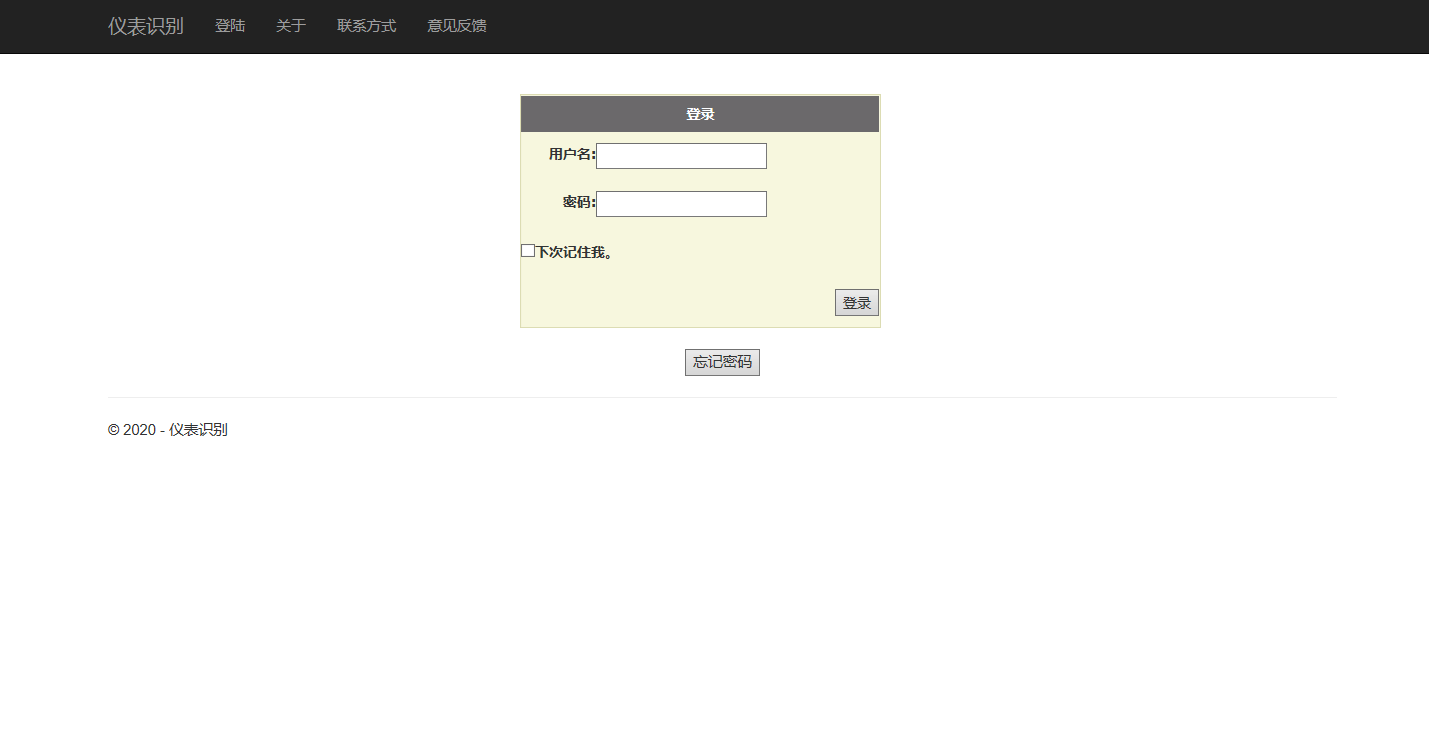 仪表识别 登陆 关于 联系方式 意见反馈
登录
用户名:
密码:
下次记住我。
登录
忘记密码
© 2020 - 仪表识别